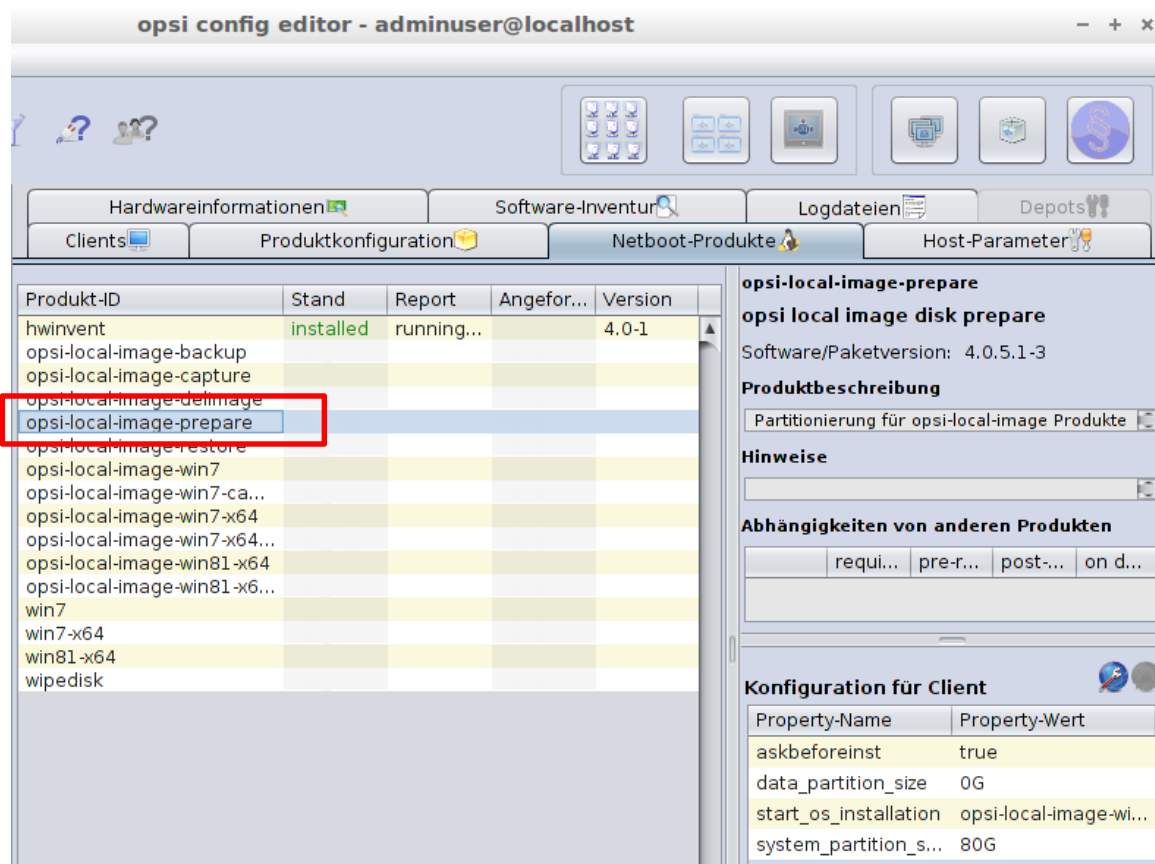 opsi config editor - adminuser@localhost
Hardwareinformationen
Software-Inventur
Logdateien
Depots
Clients
Produktkonfiguration
Netboot-Produkte
Host-Parameter
Produkt-ID Stand Report Angefor... Version
hwinvent installed running... 4.0-1
opsi-local-image-backup
opsi-local-image-capture
opsi-local-image-delimage
opsi-local-image-prepare
opsi-local-image-restore
opsi-local-image-win7
opsi-local-image-win7-ca...
opsi-local-image-win7-x64
opsi-local-image-win7-x64...
opsi-local-image-win81-x64
opsi-local-image-win81-x6...
win7
win7-x64
win81-x64
wipedisk
opsi-local-image-prepare
opsi local image disk prepare
Software/Paketversion: 4.0.5.1-3
Produktbeschreibung
Partitionierung für opsi-local-image Produkte
Hinweise
Abhängigkeiten von anderen Produkten
requi... pre-r... post-... on d...
Konfiguration für Client
Property-Name Property-Wert
askbeforeinst true
data_partition_size 0G
start_os_installation opsi-local-image-wi...
system_partition_s... 80G